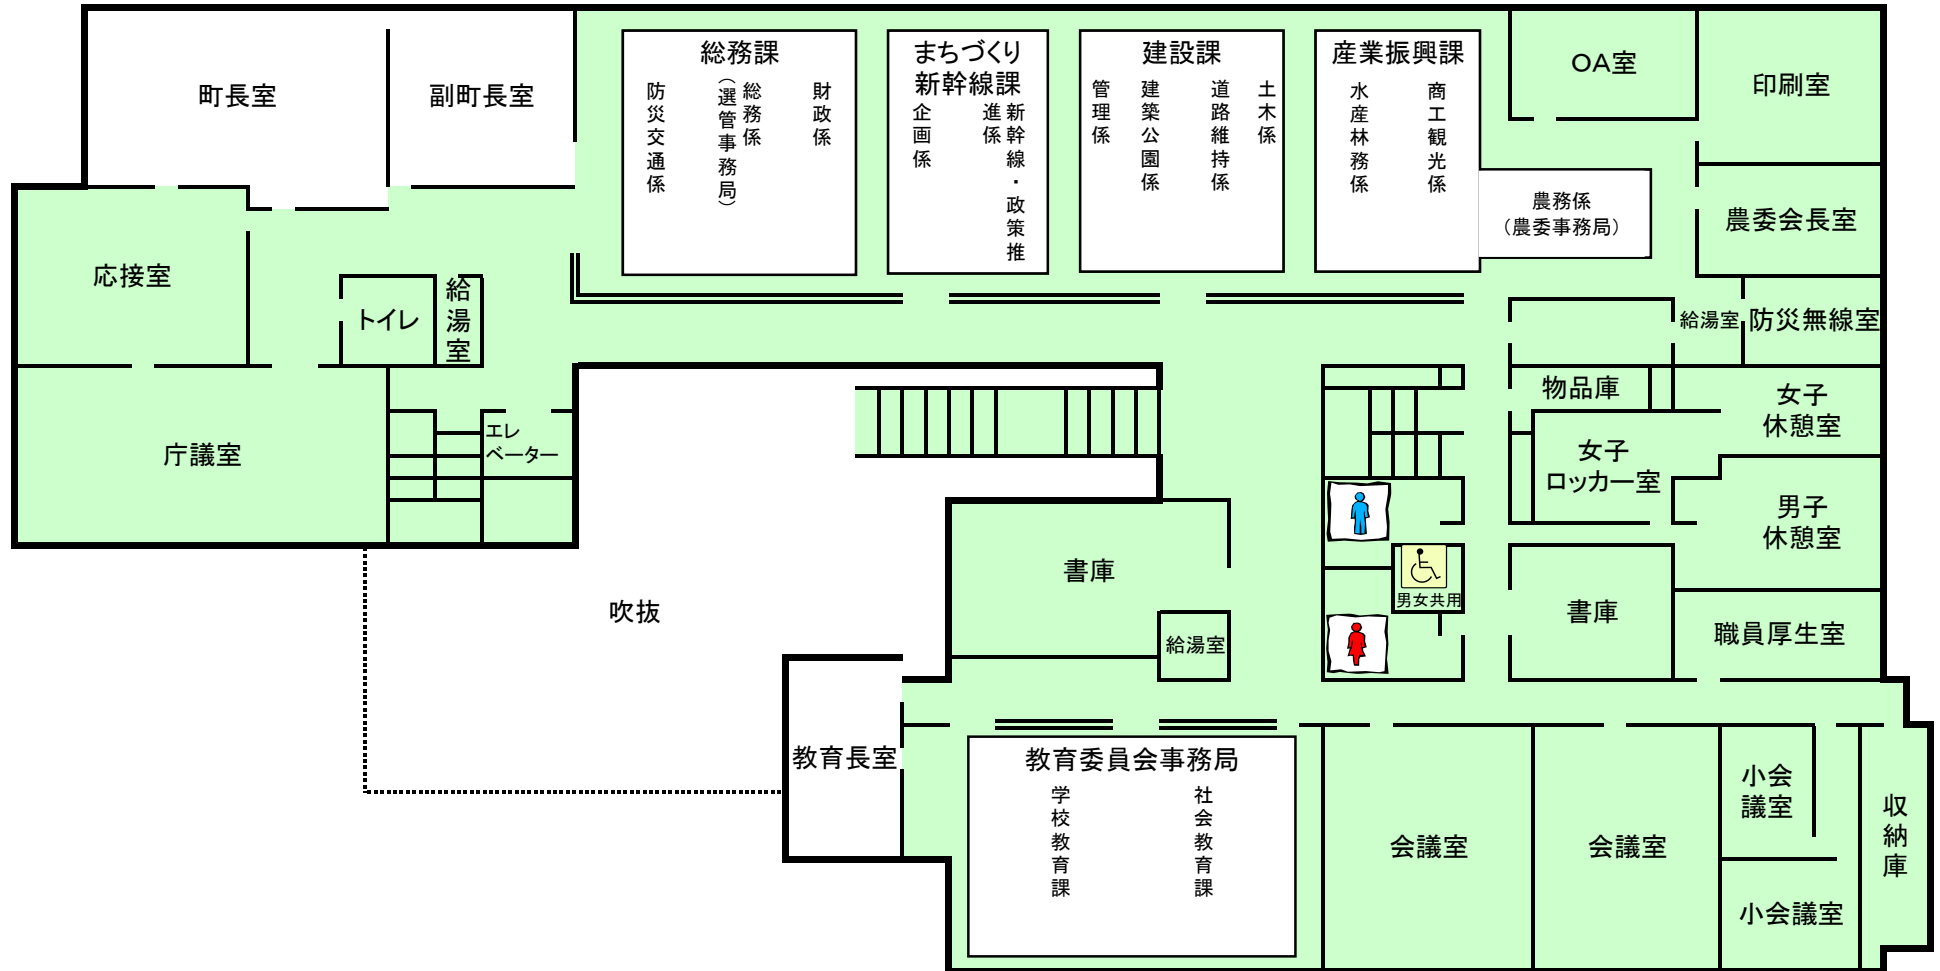 町長室
副町長室
総務課
防災交通係
総務係
（選管事務局）
財政係
まちづくり
新幹線課
企画係
新幹線・政策推
進係
建設課
管理係
建築公園係
道路維持係
土木係
産業振興課
水産林務係
商工観光係
農務係
（農委事務局）
OA室
印刷室
農委会長室
応接室
トイレ
給湯室
給湯室
防災無線室
物品庫
女子
休憩室
庁議室
エレ
ベーター
女子
ロッカー室
男子
休憩室
書庫
男女共用
書庫
吹抜
給湯室
職員厚生室
教育長室
教育委員会事務局
学校教育課
社会教育課
会議室
会議室
小会
議室
小会議室
収納庫